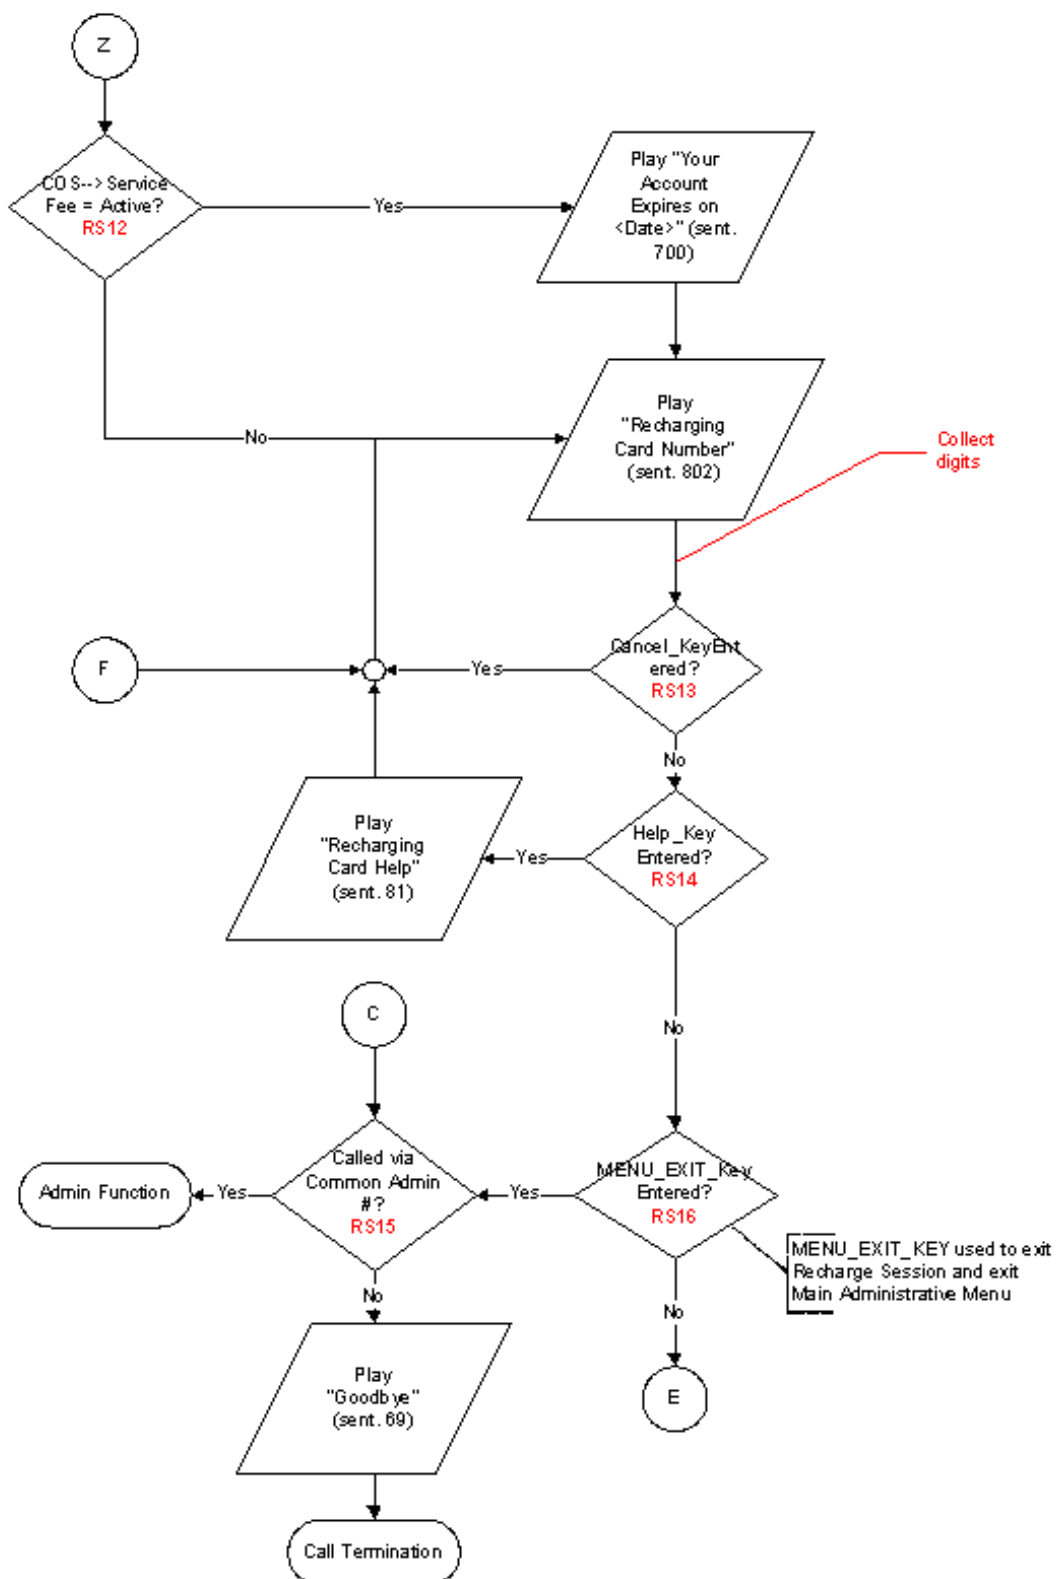 Z
COS--> Service
Fee = Active?
RS12
Yes
Play "Your
Account
Expires on
<Date>" (sent.
700)
No
Play
"Recharging
Card Number"
(sent. 802)
Collect
digits
F
Yes
Cancel_KeyEnt
ered?
RS13
No
Play
"Recharging
Card Help"
(sent. 81)
Yes
Help_Key
Entered?
RS14
C
No
Admin Function
Yes
Called via
Common Admin
#?
RS15
Yes
MENU_EXIT_Key
Entered?
RS16
MENU_EXIT_KEY used to exit
Recharge Session and exit
Main Administrative Menu
No
No
Play
"Goodbye"
(sent. 69)
E
Call Termination